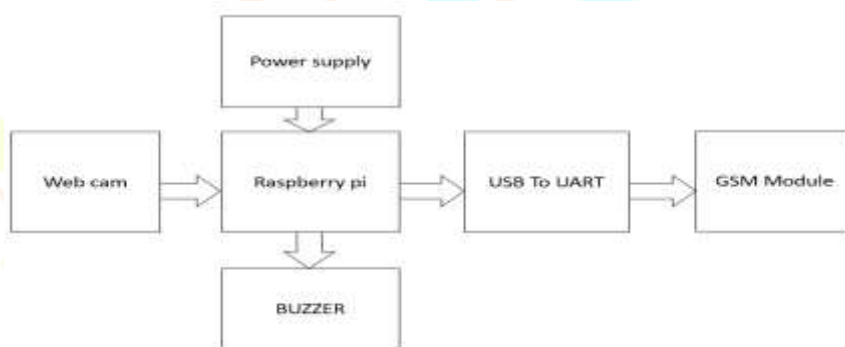 Power supply
Web cam
Raspberry pi
USB To UART
GSM Module
BUZZER